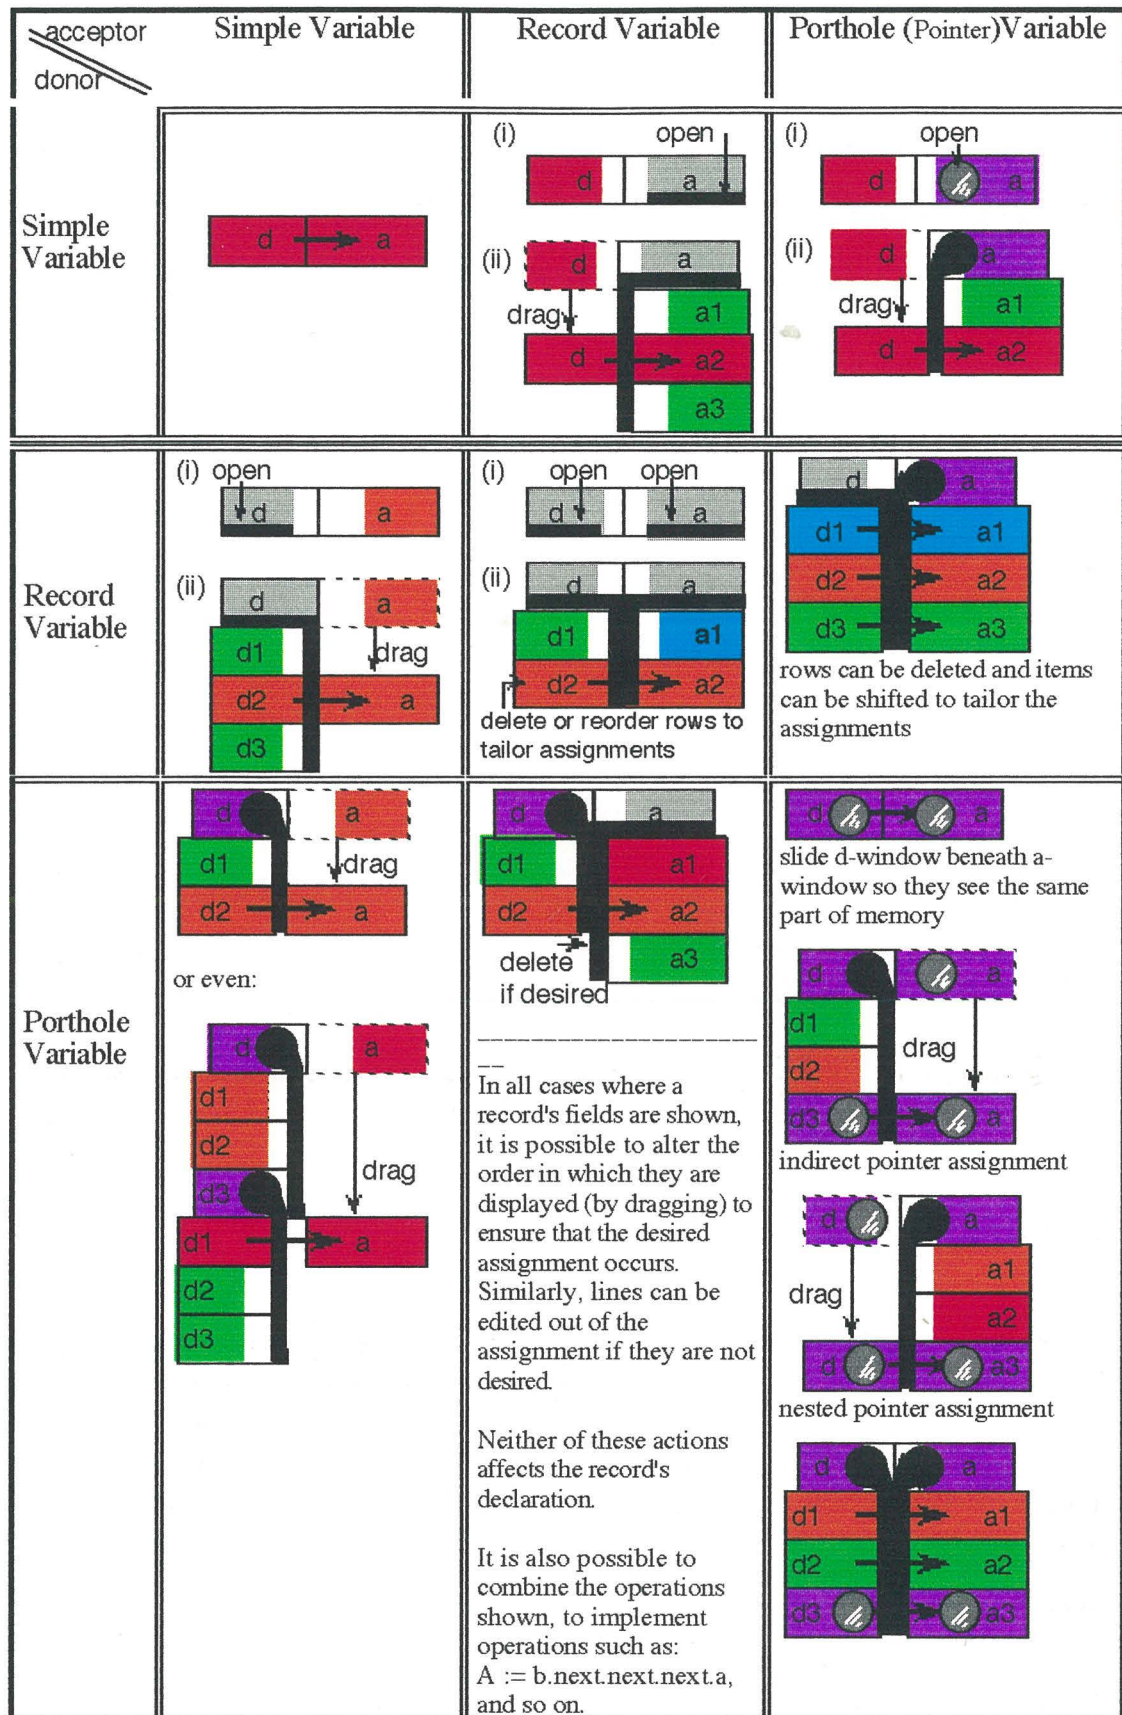 acceptor
donor
Simple Variable
Record Variable
Porthole (Pointer)Variable
Simple
Variable
d a
(i) open
d a
(ii) d a
drag a1
d a2
a3
(i) open
d a
(ii) d a
drag a1
d a2
Record
Variable
(i) open
d a
(ii) d a
d1 drag
d2 a
d3
(i) open open
d a
(ii) d a
d1 a1
d2 a2
delete or reorder rows to
tailor assignments
d a
d1 a1
d2 a2
d3 a3
rows can be deleted and items
can be shifted to tailor the
assignments
Porthole
Variable
d a
d1 drag
d2 a
or even:
d a
d1
d2
drag
d3
d1 a
d2
d3
d a
d1 a1
d2 a2
a3
delete
if desired
In all cases where a
record's fields are shown,
it is possible to alter the
order in which they are
displayed (by dragging) to
ensure that the desired
assignment occurs.
Similarly, lines can be
edited out of the
assignment if they are not
desired.
Neither of these actions
affects the record's
declaration.
It is also possible to
combine the operations
shown, to implement
operations such as:
A := b.next.next.next.a,
and so on.
d a
slide d-window beneath a-
window so they see the same
part of memory
d a
d1
drag
d2
d3 a
indirect pointer assignment
d a
a1
drag
a2
d a3
nested pointer assignment
d a
d1 a1
d2 a2
d3 a3